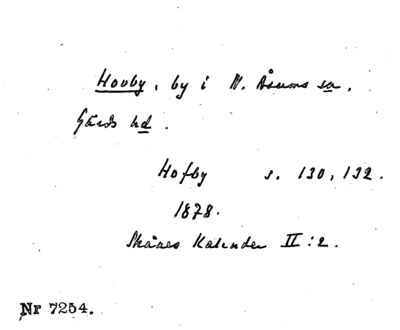 Hovby, by i N. Åsums sn,
Gärds hd.
Hofby s. 130, 132.
1878.
Skånes Kalender II:2.
Nr 7254.